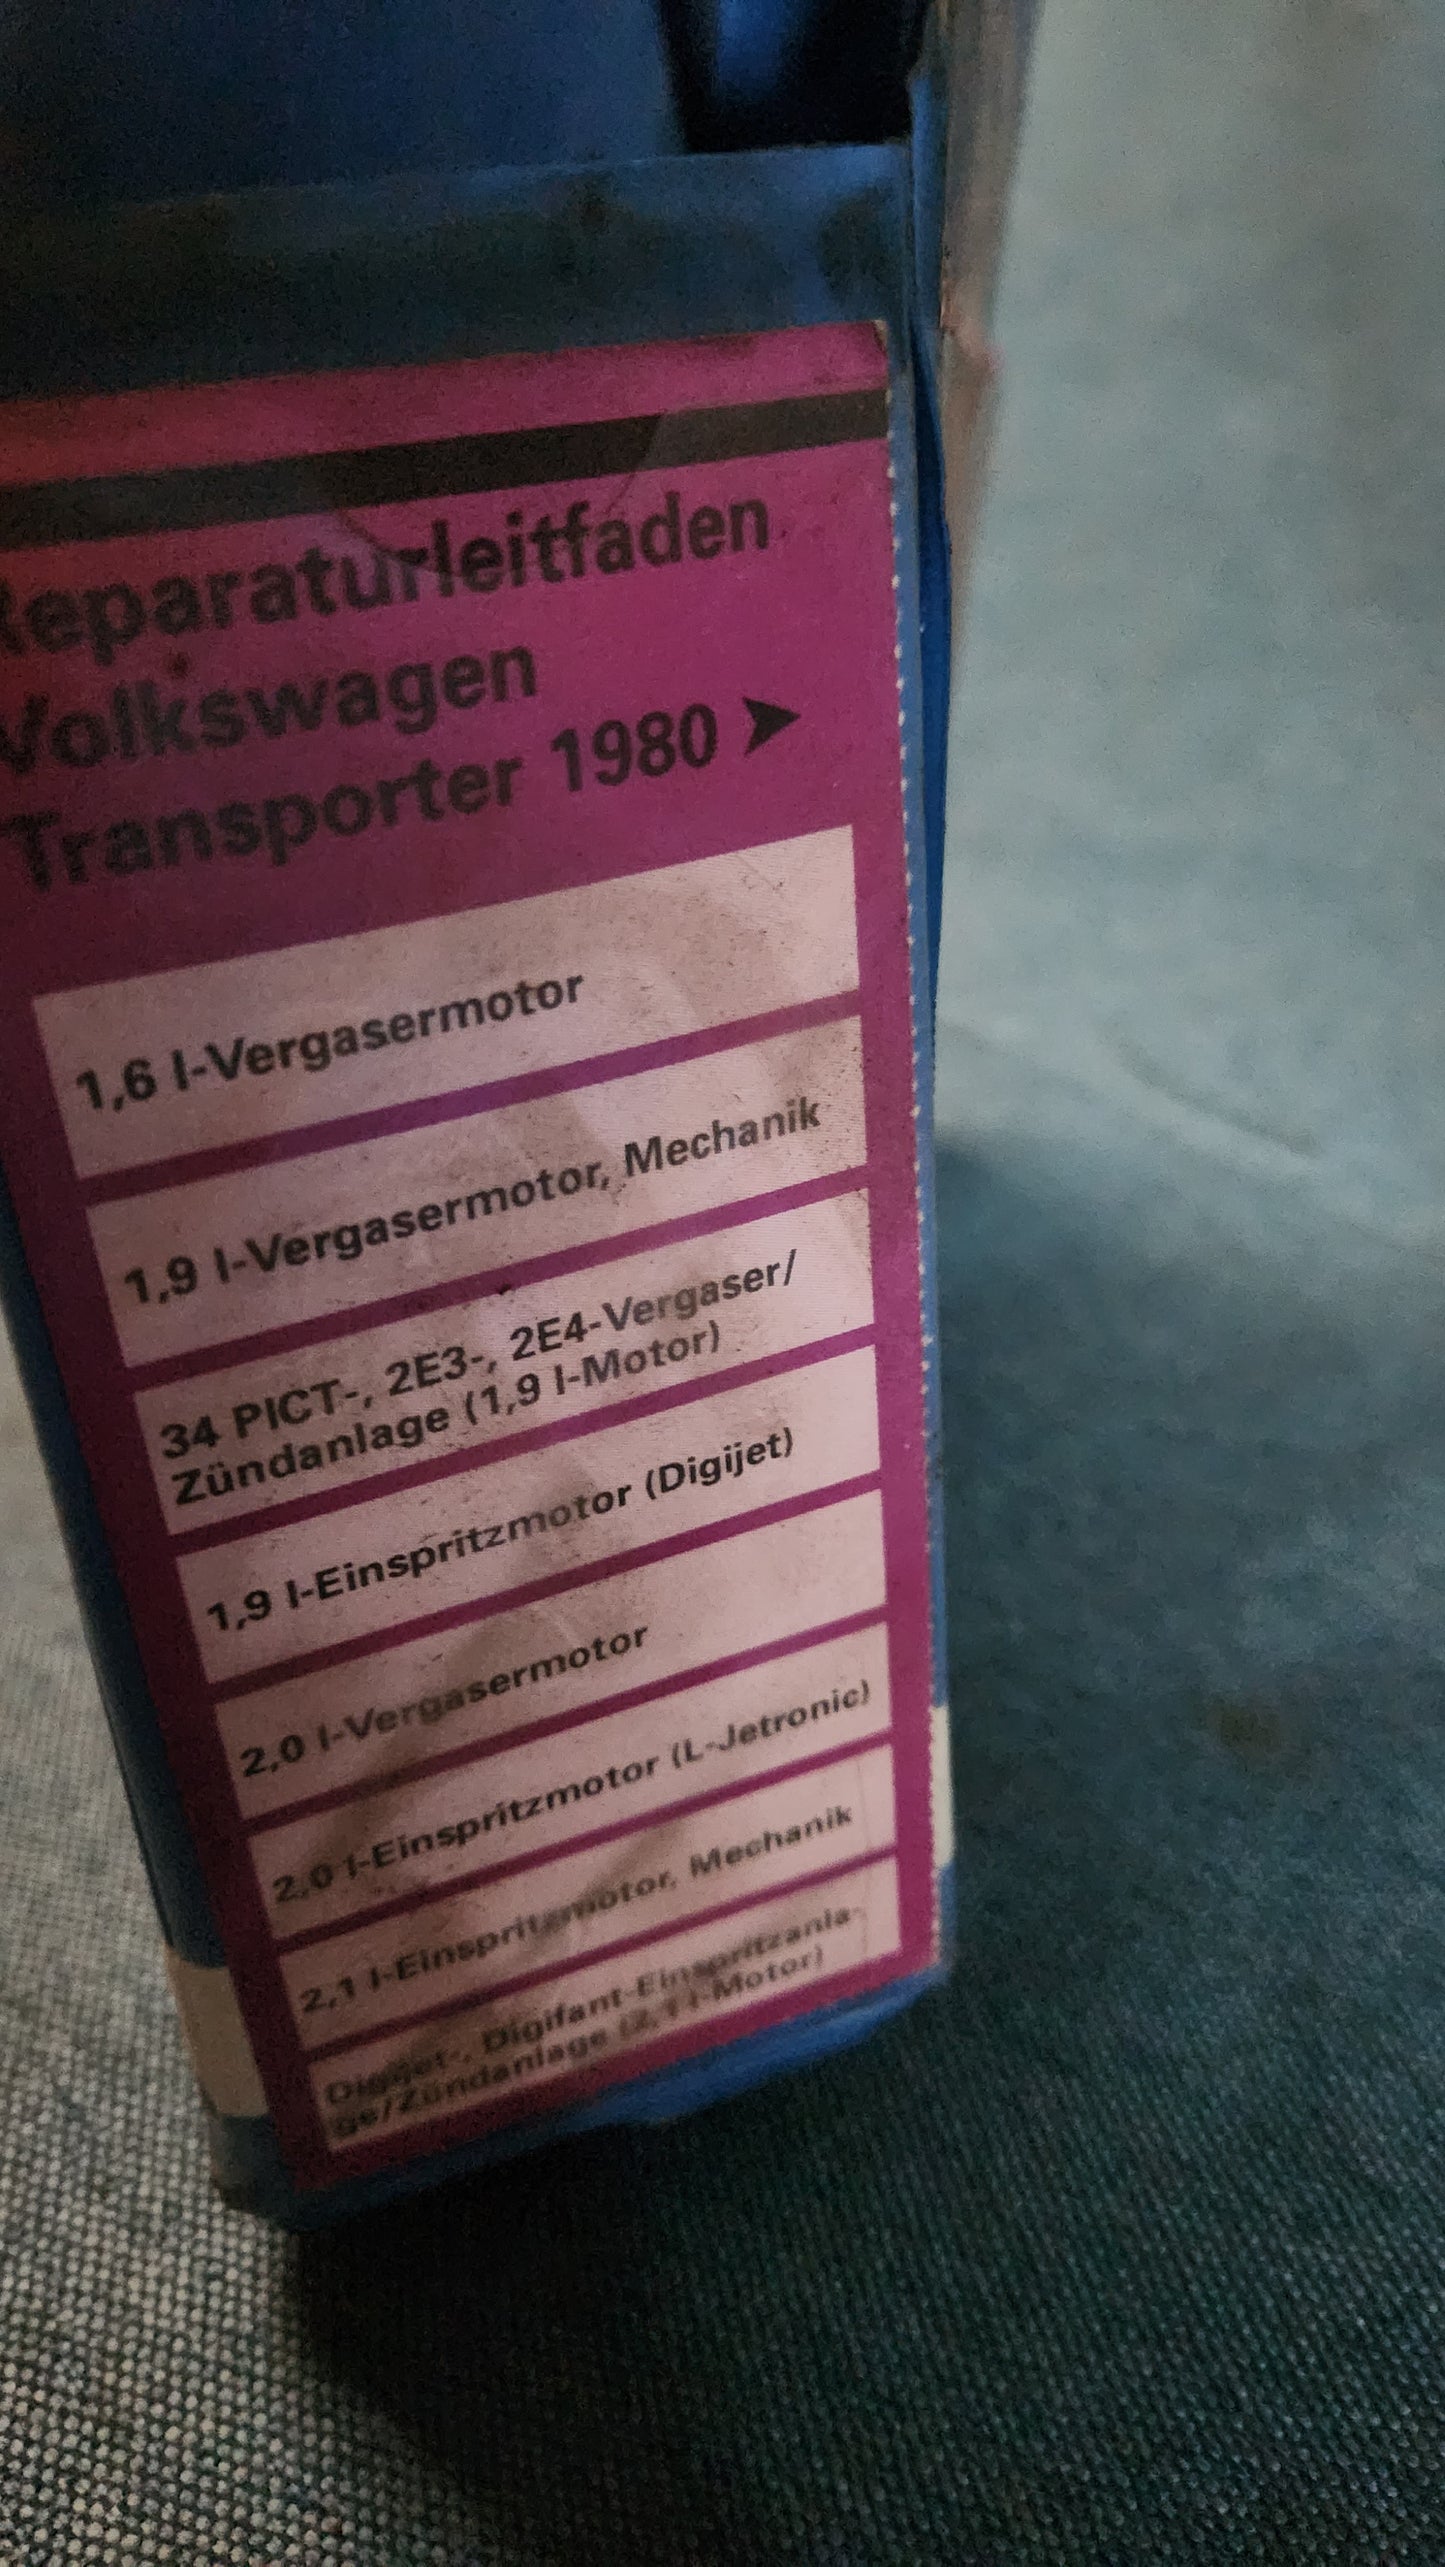 Reparaturleitfaden
Volkswagen
Transporter 1980 ➤
1,6 l-Vergasermotor
1,9 l-Vergasermotor, Mechanik
34 PICT-, 2E3-, 2E4-Vergaser/
Zündanlage (1,9 l-Motor)
1,9 l-Einspritzmotor (Digijet)
2,0 l-Vergasermotor
2,0 l-Einspritzmotor (L-Jetronic)
2,1 l-Einspritzmotor, Mechanik
Digijet-, Digifant-Einspritzanla-
ge/Zündanlage (2,1 l-Motor)